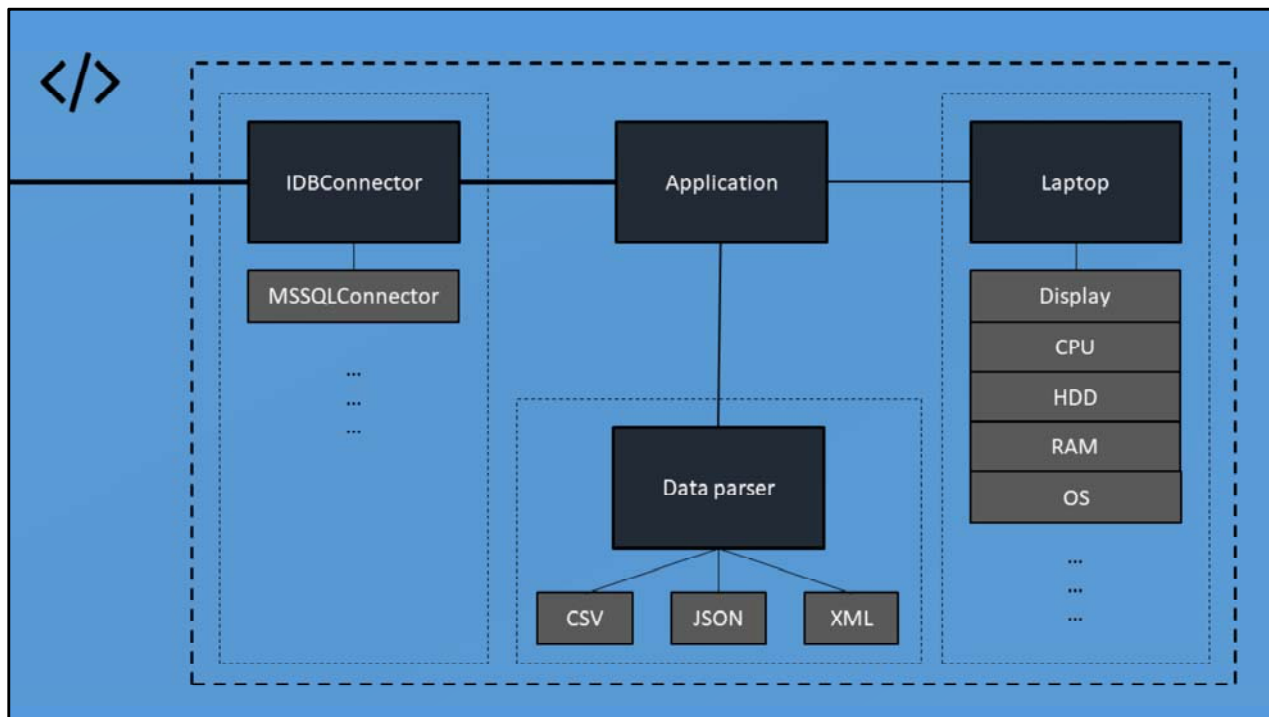 </>
IDBConnector
Application
Laptop
MSSQLConnector
Display
CPU
...
HDD
...
...
RAM
Data parser
OS
...
...
CSV
JSON
XML
...